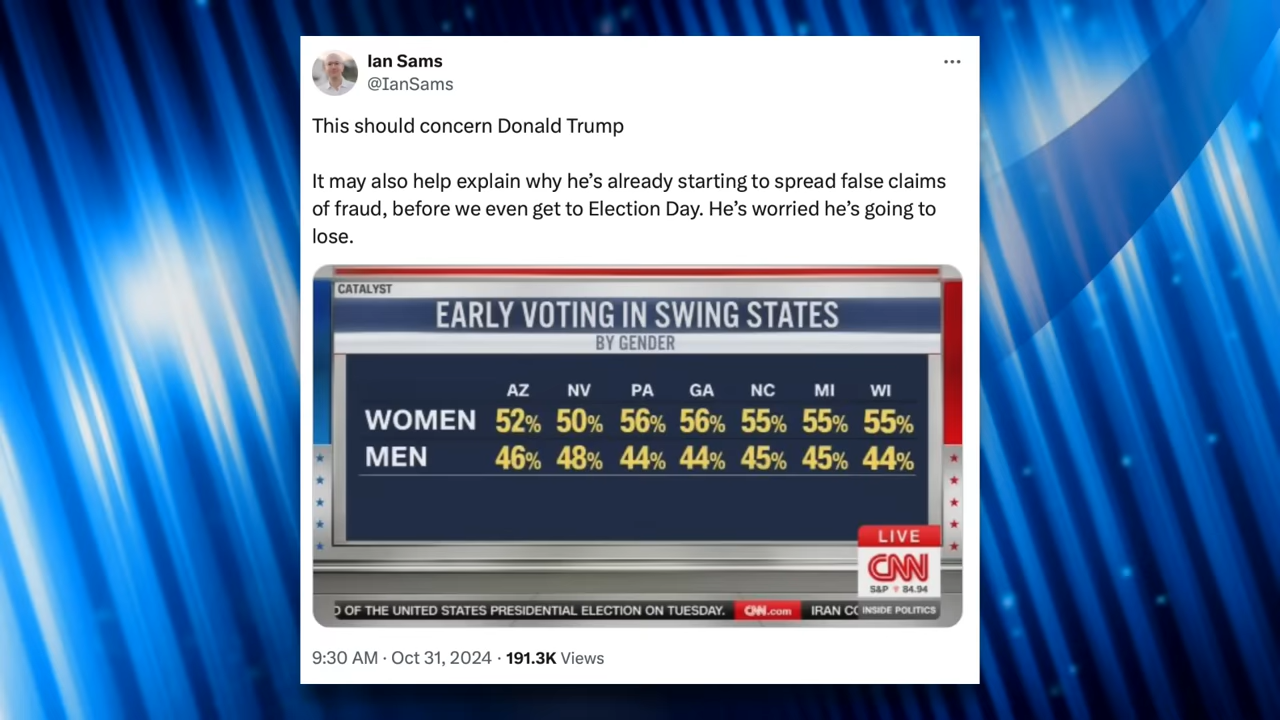 Ian Sams
@IanSams
This should concern Donald Trump
It may also help explain why he's already starting to spread false claims
of fraud, before we even get to Election Day. He's worried he's going to
lose.
CATALYST
EARLY VOTING IN SWING STATES
BY GENDER
AZ NV PA GA NC MI WI
WOMEN 52% 50% 56% 56% 55% 55% 55%
MEN 46% 48% 44% 44% 45% 45% 44%
LIVE
CNN
S&P 84.94
OF THE UNITED STATES PRESIDENTIAL ELECTION ON TUESDAY. CNN.com IRAN INSIDE POLITICS
9:30 AM · Oct 31, 2024 · 191.3K Views